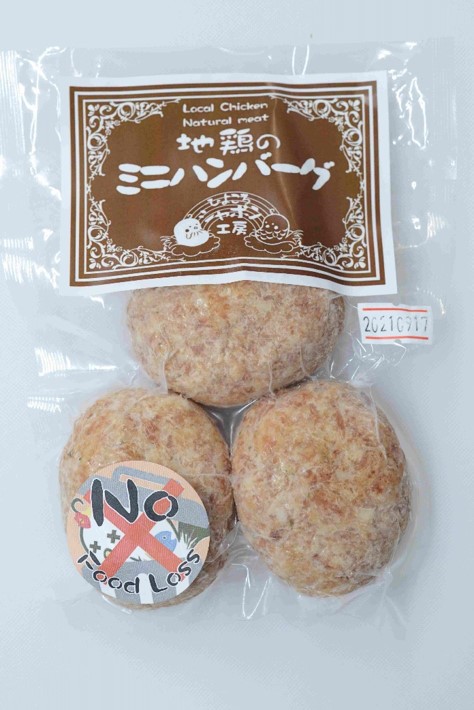 Local Chicken
Natural meat
地鶏の
ミニハンバーグ
工房
20210917
No
Food Loss